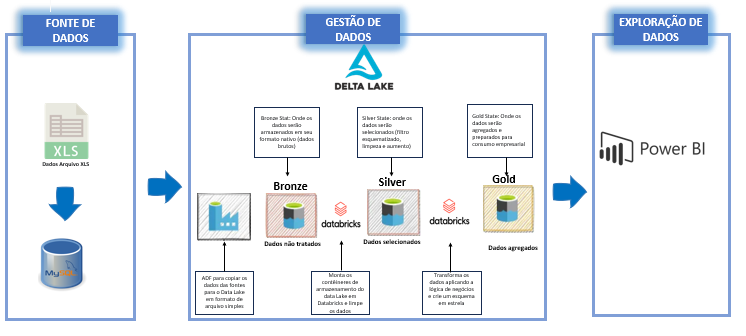 FONTE DE
DADOS
GESTÃO DE
DADOS
EXPLORAÇÃO DE
DADOS
DELTA LAKE
XLS
Dados Arquivo XLS
Bronze Stat: Onde os
dados serão
armazenados em seu
formato nativo (dados
brutos)
Silver State: onde os
dados serão
selecionados (filtro
esquematizado,
limpeza e aumento)
Gold State: Onde os
dados serão
agregados e
preparados para
consumo empresarial
Bronze
Silver
Gold
databricks
databricks
Dados não tratados
Dados selecionados
Dados agregados
Power BI
ADF para copiar os
dados das fontes
para o Data Lake
em formato de
arquivo simples
Monta os
contêineres de
armazesamento do
data Lake em
Databricks e limpe
os dados
Transforma os
dados aplicando a
lógica de negócios
e crie um esquema
em estrela